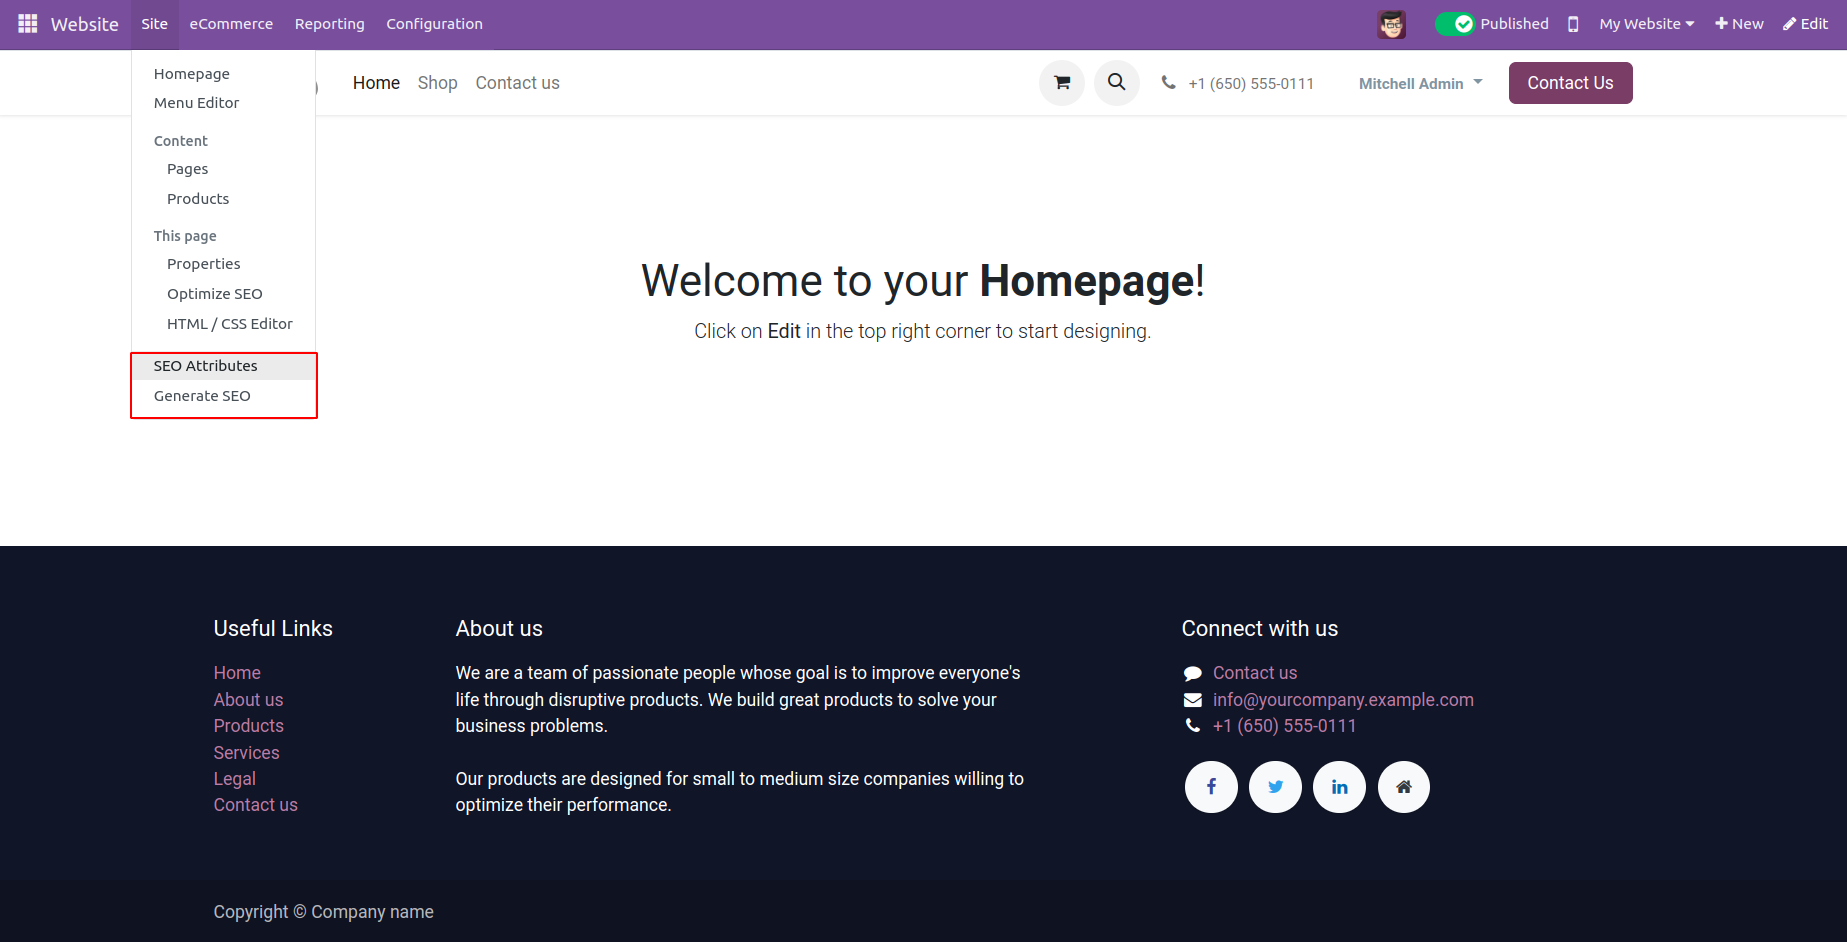 Website Site eCommerce Reporting Configuration Published My Website New Edit
Homepage
Menu Editor
Content
Pages
Products
This page
Properties
Optimize SEO
HTML / CSS Editor
SEO Attributes
Generate SEO
Home Shop Contact us +1 (650) 555-0111 Mitchell Admin Contact Us
Welcome to your Homepage!
Click on Edit in the top right corner to start designing.
Useful Links
Home
About us
Products
Services
Legal
Contact us
About us
We are a team of passionate people whose goal is to improve everyone's
life through disruptive products. We build great products to solve your
business problems.
Our products are designed for small to medium size companies willing to
optimize their performance.
Connect with us
Contact us
info@yourcompany.example.com
+1 (650) 555-0111
Copyright © Company name